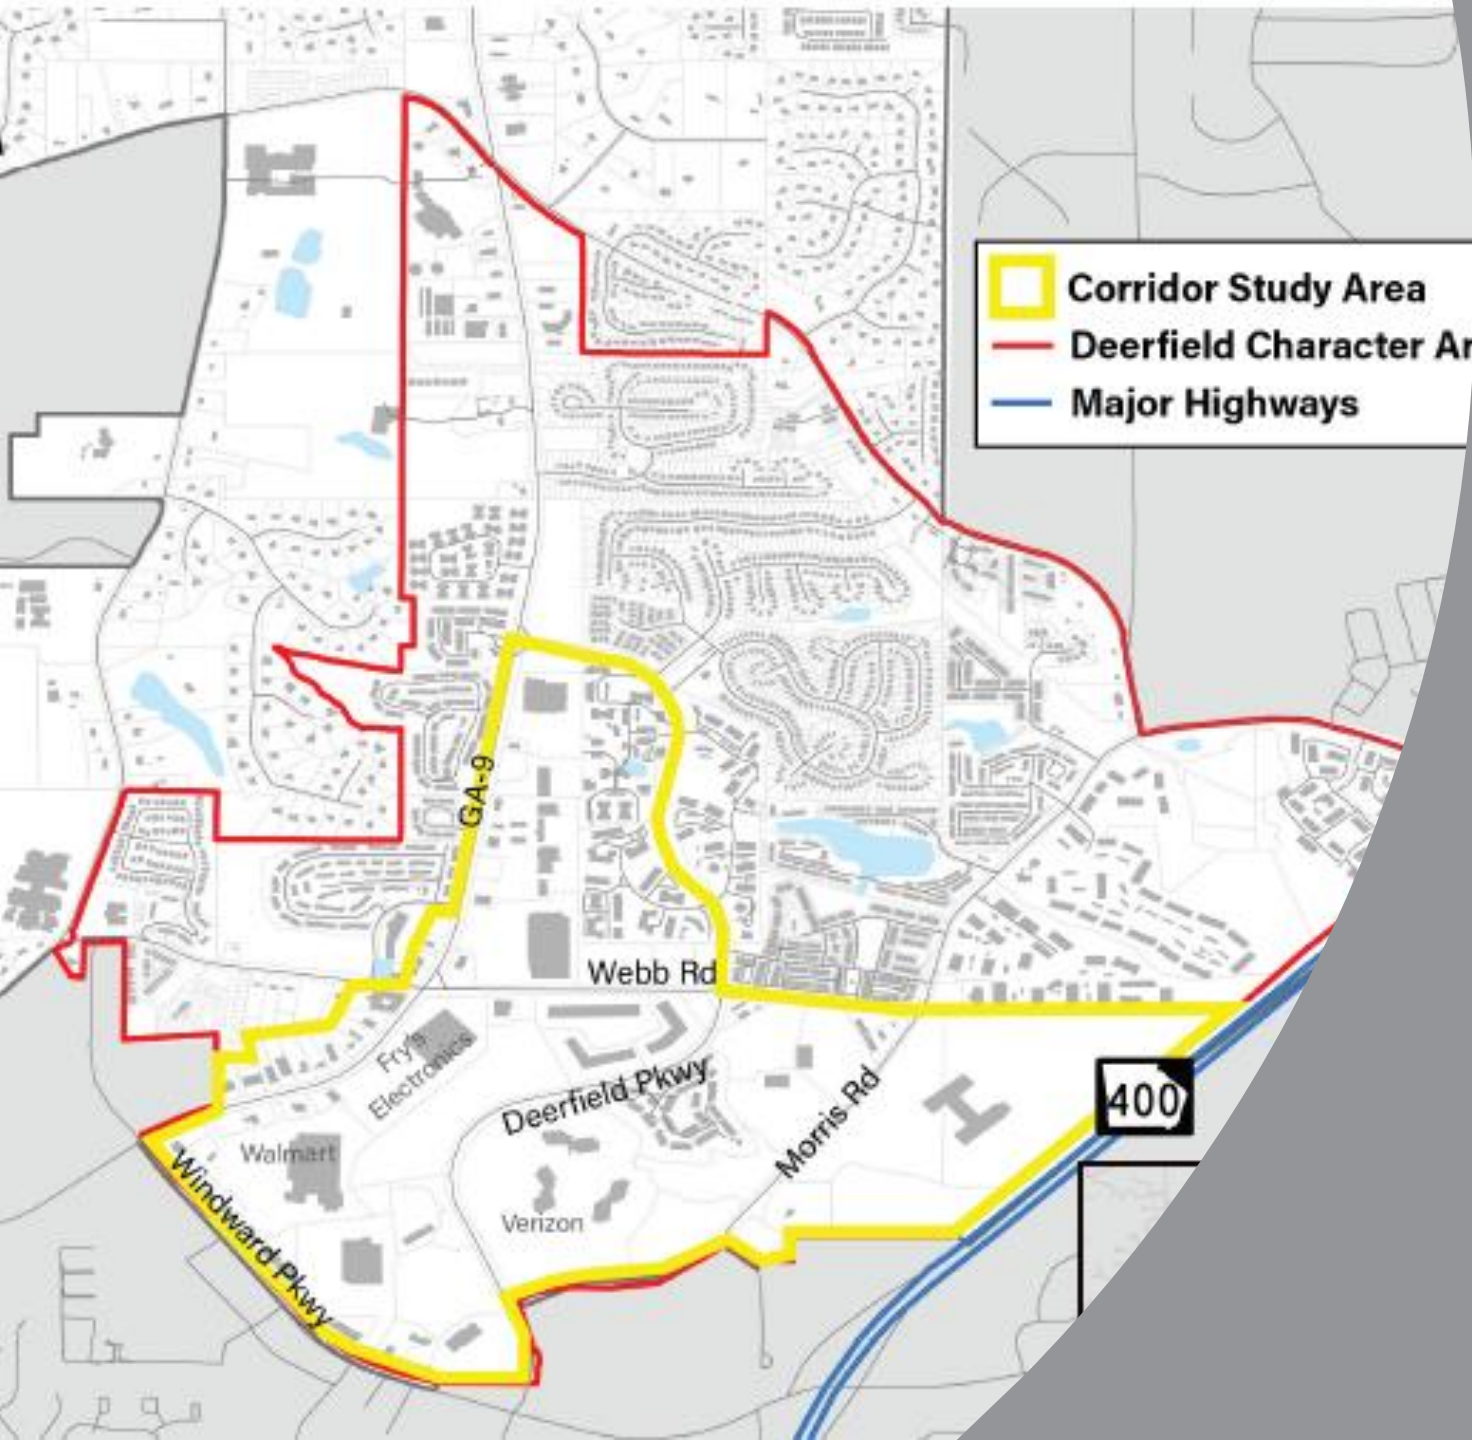 Corridor Study Area
Deerfield Character Ar
Major Highways
GA-9
Webb Rd
Fry's
Electronics
Deerfield Pkwy
Morris Rd
400
Walmart
Windward Pkwy
Verizon